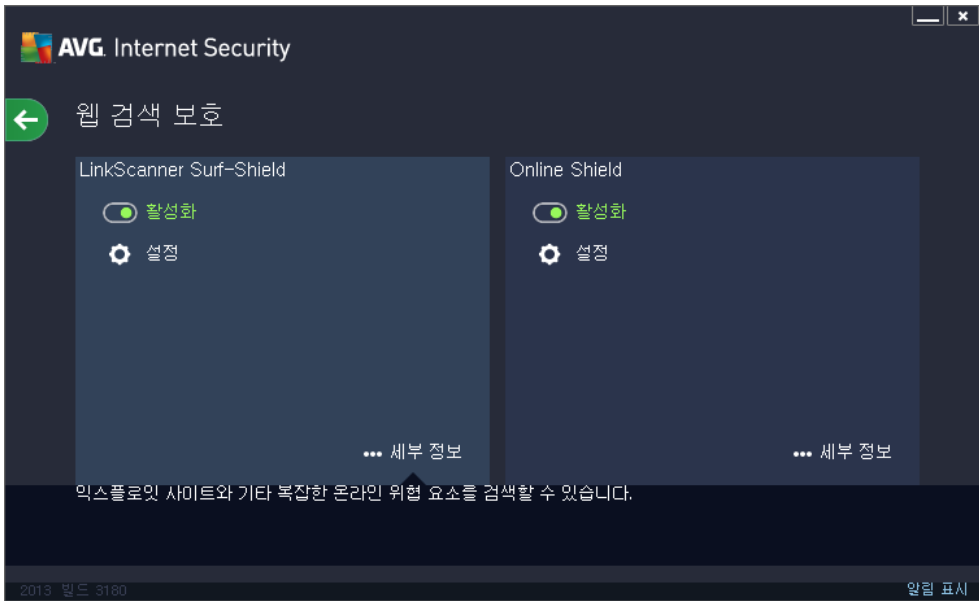 AVG. Internet Security
웹 검색 보호
LinkScanner Surf-Shield
활성화
설정
••• 세부 정보
Online Shield
활성화
설정
••• 세부 정보
익스플로잇 사이트와 기타 복잡한 온라인 위협 요소를 검색할 수 있습니다.
2013 빌드 3180
알림 표시